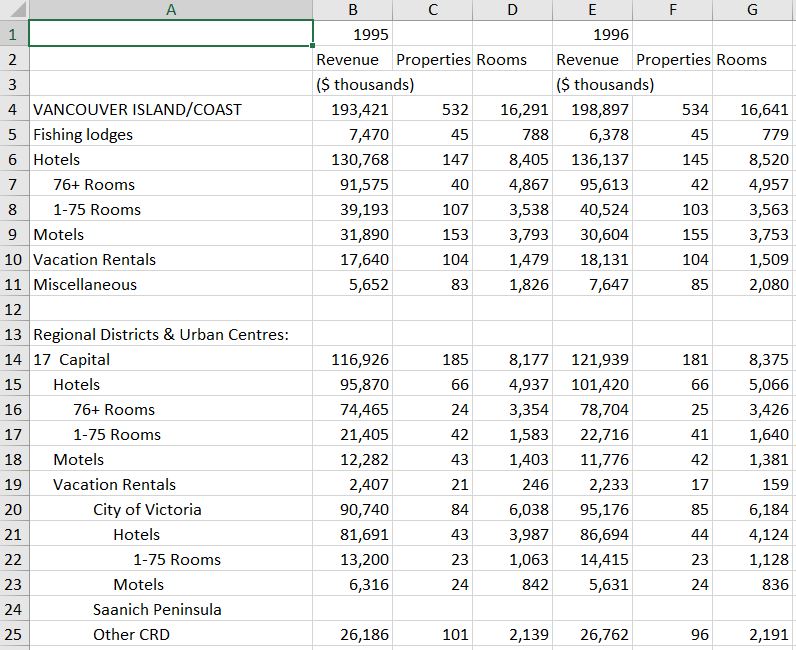 A B C D E F G
1 1995 1996
2 Revenue Properties Rooms Revenue Properties Rooms
3 ($ thousands) ($ thousands)
4 VANCOUVER ISLAND/COAST 193,421 532 16,291 198,897 534 16,641
5 Fishing lodges 7,470 45 788 6,378 45 779
6 Hotels 130,768 147 8,405 136,137 145 8,520
7 76+ Rooms 91,575 40 4,867 95,613 42 4,957
8 1-75 Rooms 39,193 107 3,538 40,524 103 3,563
9 Motels 31,890 153 3,793 30,604 155 3,753
10 Vacation Rentals 17,640 104 1,479 18,131 104 1,509
11 Miscellaneous 5,652 83 1,826 7,647 85 2,080
12
13 Regional Districts & Urban Centres:
14 17 Capital 116,926 185 8,177 121,939 181 8,375
15 Hotels 95,870 66 4,937 101,420 66 5,066
16 76+ Rooms 74,465 24 3,354 78,704 25 3,426
17 1-75 Rooms 21,405 42 1,583 22,716 41 1,640
18 Motels 12,282 43 1,403 11,776 42 1,381
19 Vacation Rentals 2,407 21 246 2,233 17 159
20 City of Victoria 90,740 84 6,038 95,176 85 6,184
21 Hotels 81,691 43 3,987 86,694 44 4,124
22 1-75 Rooms 13,200 23 1,063 14,415 23 1,128
23 Motels 6,316 24 842 5,631 24 836
24 Saanich Peninsula
25 Other CRD 26,186 101 2,139 26,762 96 2,191